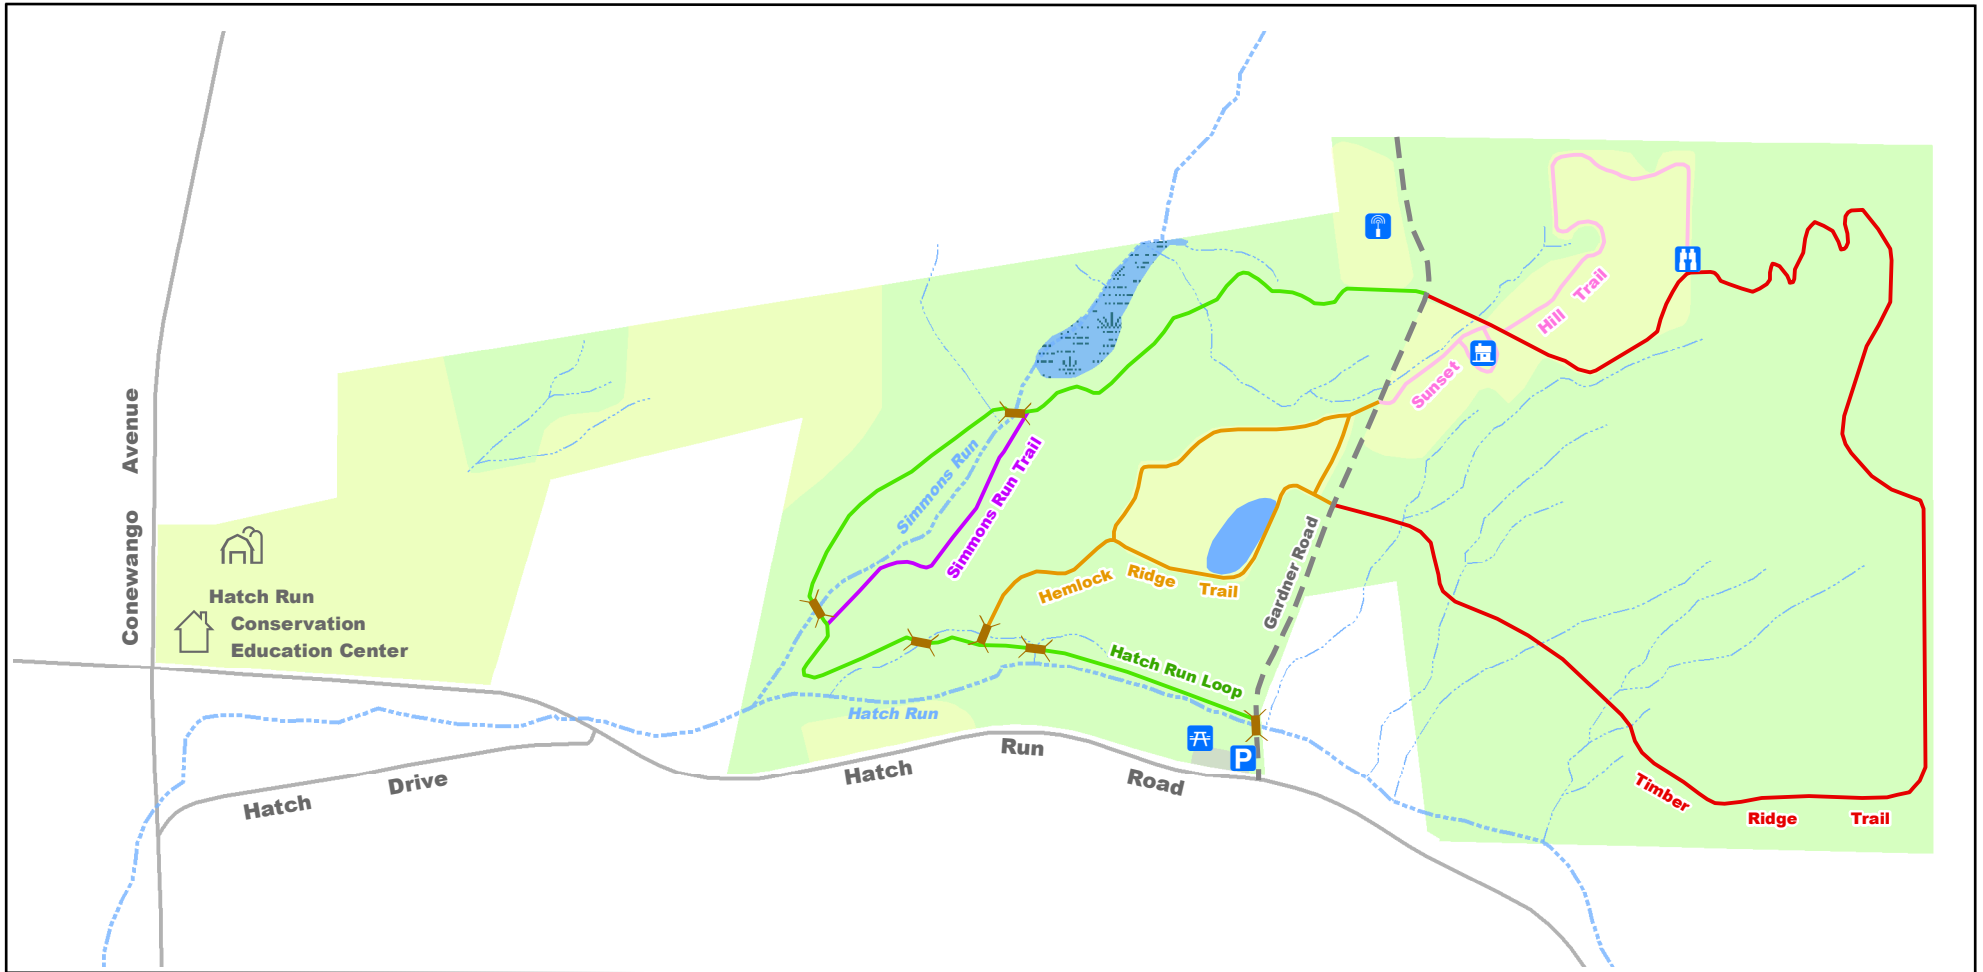 Conewango Avenue
Hatch Run
Conservation
Education Center
Hatch Drive
Hatch Run Road
Hatch Run
Simmons Run
Simmons Run Trail
Hemlock Ridge Trail
Hatch Run Loop
Gardner Road
Sunset Hill Trail
Timber Ridge Trail
P